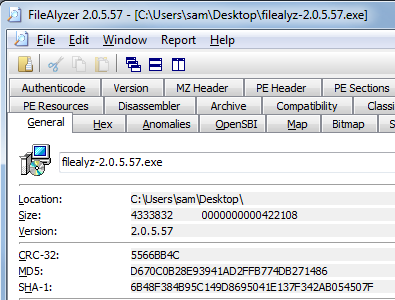 FileAlyzer 2.0.5.57 - [C:\Users\sam\Desktop\filealyz-2.0.5.57.exe]
File Edit Window Report Help
Authenticode Version MZ Header PE Header PE Sections
PE Resources Disassembler Archive Compatibility Classi
General Hex Anomalies OpenSBI Map Bitmap S
filealyz-2.0.5.57.exe
Location: C:\Users\sam\Desktop\
Size: 4333832 0000000000422108
Version: 2.0.5.57
CRC-32: 5566BB4C
MD5: D670C0B28E93941AD2FFB774DB271486
SHA-1: 6B48F384B95C149D8695041E137F342AB054507F